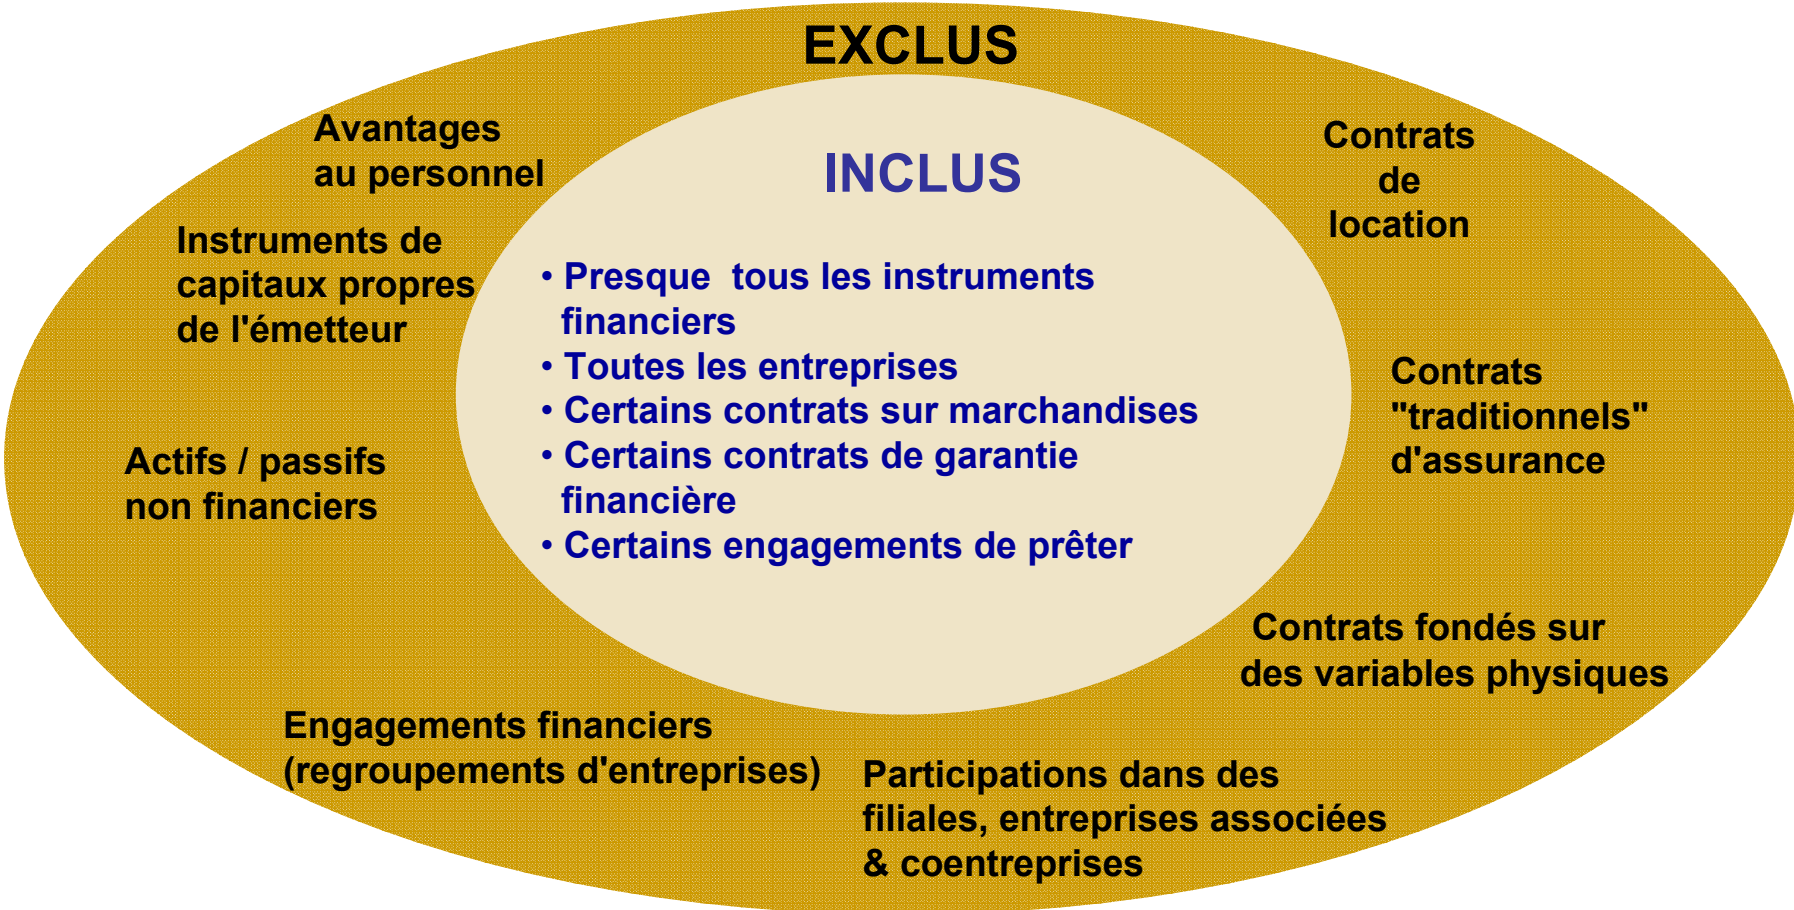 EXCLUS
Avantages
au personnel
Instruments de
capitaux propres
de l'émetteur
Actifs / passifs
non financiers
Engagements financiers
(regroupements d'entreprises)
INCLUS
• Presque tous les instruments
financiers
• Toutes les entreprises
• Certains contrats sur marchandises
• Certains contrats de garantie
financière
• Certains engagements de prêter
Contrats
de
location
Contrats
"traditionnels"
d'assurance
Contrats fondés sur
des variables physiques
Participations dans des
filiales, entreprises associées
& coentreprises